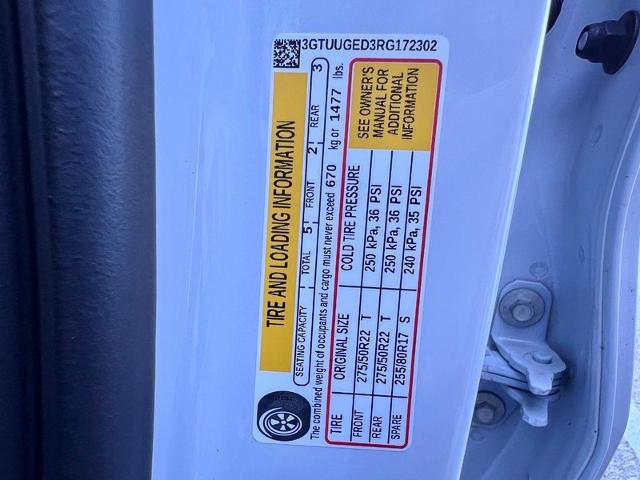 3GTUUGED3RG172302
TIRE AND LOADING INFORMATION
SEATING CAPACITY TOTAL 5 FRONT 2 REAR 3
The combined weight of occupants and cargo must never exceed 670 kg or 1477 lbs.
TIRE ORIGINAL SIZE COLD TIRE PRESSURE
FRONT 275/50R22 T 250 kPa, 36 PSI
REAR 275/50R22 T 250 kPa, 36 PSI
SPARE 255/80R17 S 240 kPa, 35 PSI
SEE OWNER'S
MANUAL FOR
ADDITIONAL
INFORMATION